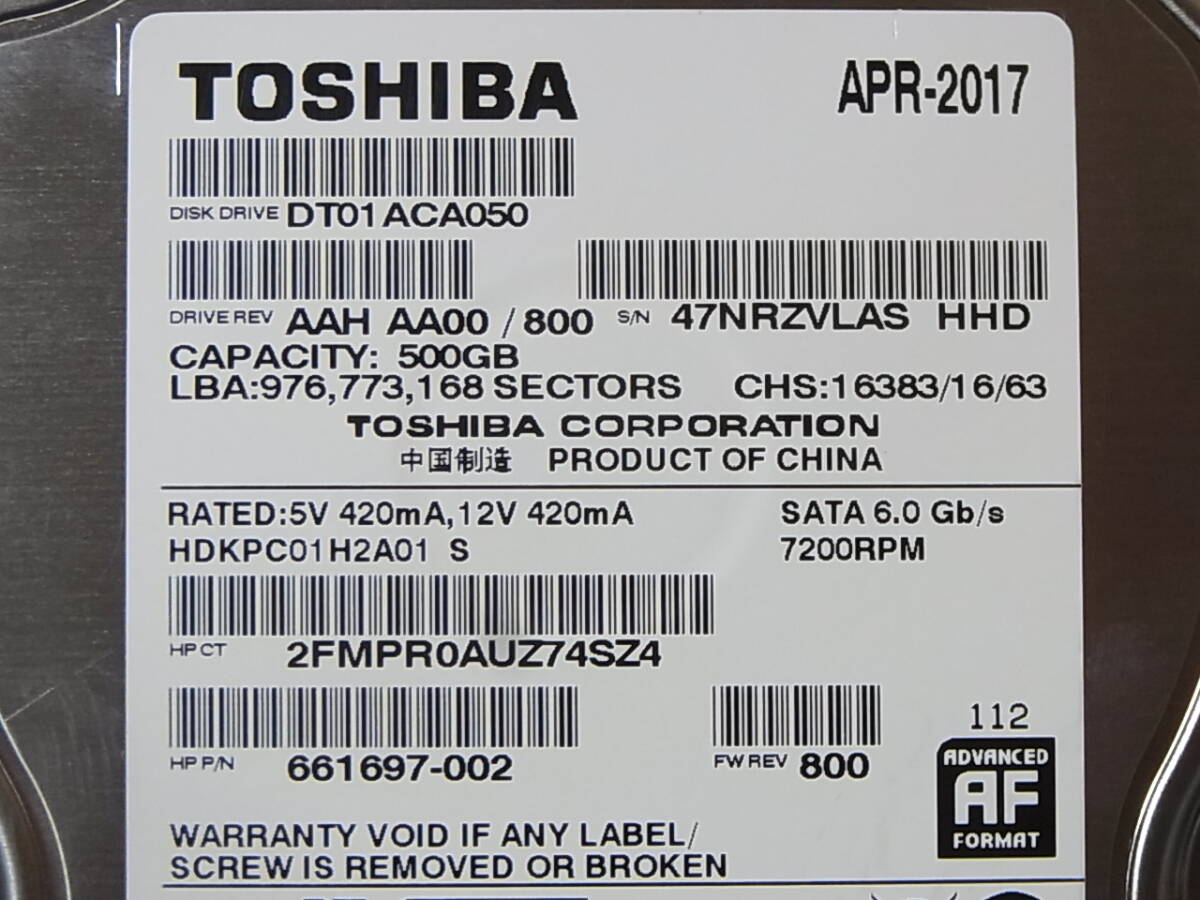 TOSHIBA APR-2017
DISK DRIVE DT01ACA050
DRIVE REV AAH AA00 / 800 S/N 47NRZVLAS HHD
CAPACITY: 500GB
LBA:976,773,168 SECTORS CHS:16383/16/63
TOSHIBA CORPORATION
中国制造 PRODUCT OF CHINA
RATED:5V 420mA,12V 420mA SATA 6.0 Gb/s
HDKPC01H2A01 S 7200RPM
HP CT 2FMPR0AUZ74SZ4
112
HP P/N 661697-002 FW REV 800
ADVANCED
AF
FORMAT
WARRANTY VOID IF ANY LABEL/
SCREW IS REMOVED OR BROKEN